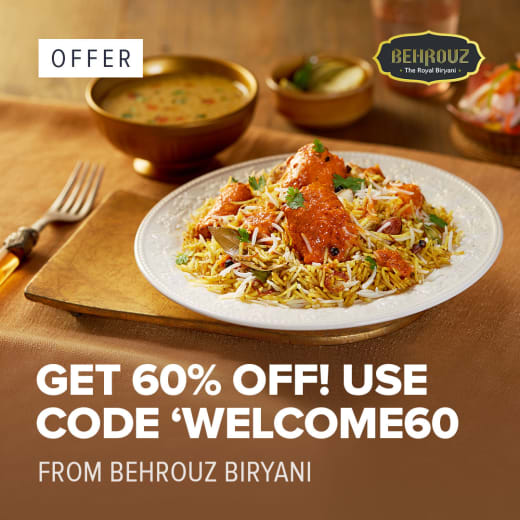 OFFER
BEHROUZ
The Royal Biryani
GET 60% OFF! USE
CODE ‘WELCOME60
FROM BEHROUZ BIRYANI